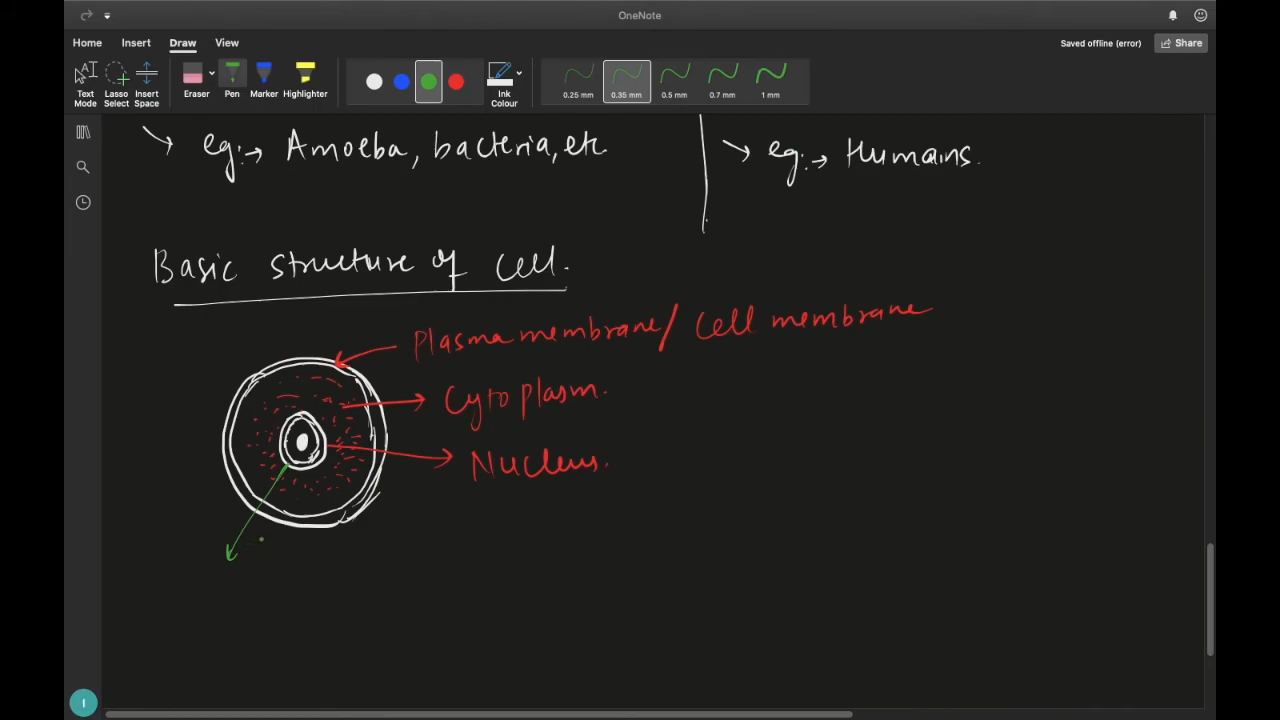 OneNote
Home Insert Draw View
Saved offline (error) Share
Text Mode Lasso Select Insert Space Eraser Pen Marker Highlighter Ink Colour 0.25 mm 0.35 mm 0.5 mm 0.7 mm 1 mm
eg:→ Amoeba, bacteria, etc
eg:→ Humans.
Basic structure of cell.
Plasma membrane/ Cell membrane
Cytoplasm.
Nucleus.
I